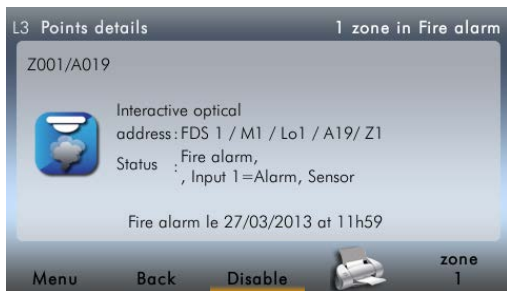 L3 Points details 1 zone in Fire alarm
Z001/A019
Interactive optical
address : FDS 1 / M1 / Lo1 / A19/ Z1
Status : Fire alarm,
, Input 1=Alarm, Sensor
Fire alarm le 27/03/2013 at 11h59
Menu Back Disable zone
1